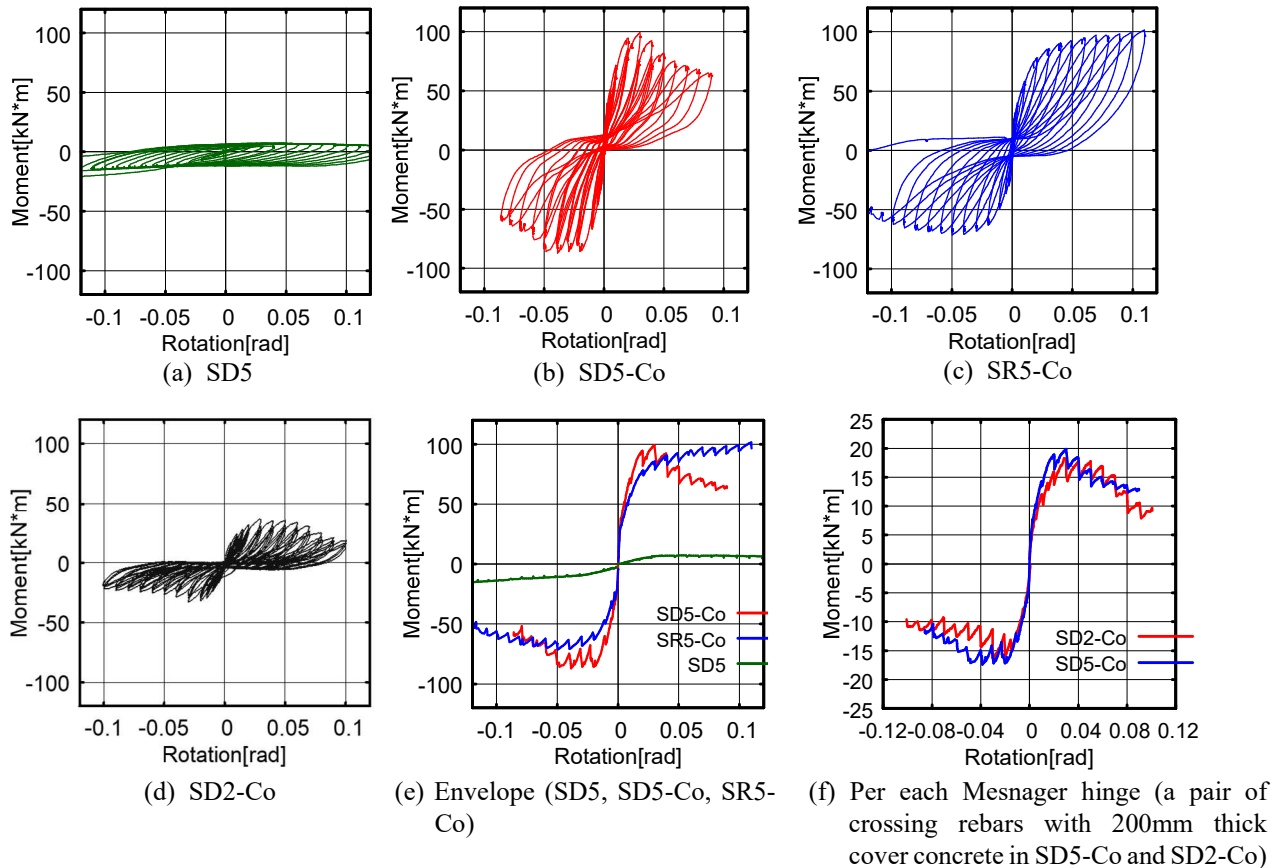 100
50
0
-50
-100
Moment[kN*m]
-0.1 -0.05 0 0.05 0.1
Rotation[rad]
(a) SD5
100
50
0
-50
-100
Moment[kN*m]
-0.1 -0.05 0 0.05 0.1
Rotation[rad]
(b) SD5-Co
100
50
0
-50
-100
Moment[kN*m]
-0.1 -0.05 0 0.05 0.1
Rotation[rad]
(c) SR5-Co
100
50
0
-50
-100
Moment[kN*m]
-0.1 -0.05 0 0.05 0.1
Rotation[rad]
(d) SD2-Co
100
50
0
-50
-100
Moment[kN*m]
SD5-Co
SR5-Co
SD5
-0.1 -0.05 0 0.05 0.1
Rotation[rad]
(e) Envelope (SD5, SD5-Co, SR5-
Co)
25
20
15
10
5
0
-5
-10
-15
-20
25
Moment[kN*m]
SD2-Co
SD5-Co
-0.12-0.08 -0.04 0 0.04 0.08 0.12
Rotation[rad]
(f) Per each Mesnager hinge (a pair of
crossing rebars with 200mm thick
cover concrete in SD5-Co and SD2-Co)